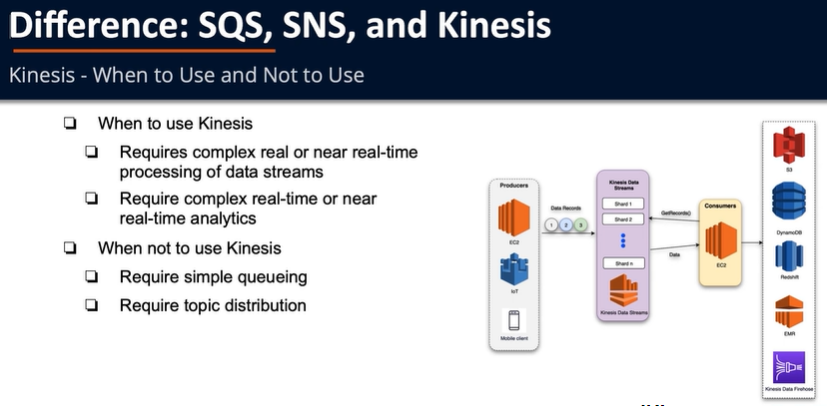 Difference: SQS, SNS, and Kinesis
Kinesis - When to Use and Not to Use
When to use Kinesis
Requires complex real or near real-time
processing of data streams
Require complex real-time or near
real-time analytics
When not to use Kinesis
Require simple queueing
Require topic distribution
Producers
EC2
IoT
Mobile client
Data Records
1 2 3
Kinesis Data
Streams
Shard 1
Shard 2
Shard n
Kinesis Data Streams
GetRecords()
Data
Consumers
EC2
S3
DynamoDB
Redshift
EMR
Kinesis Data Firehose